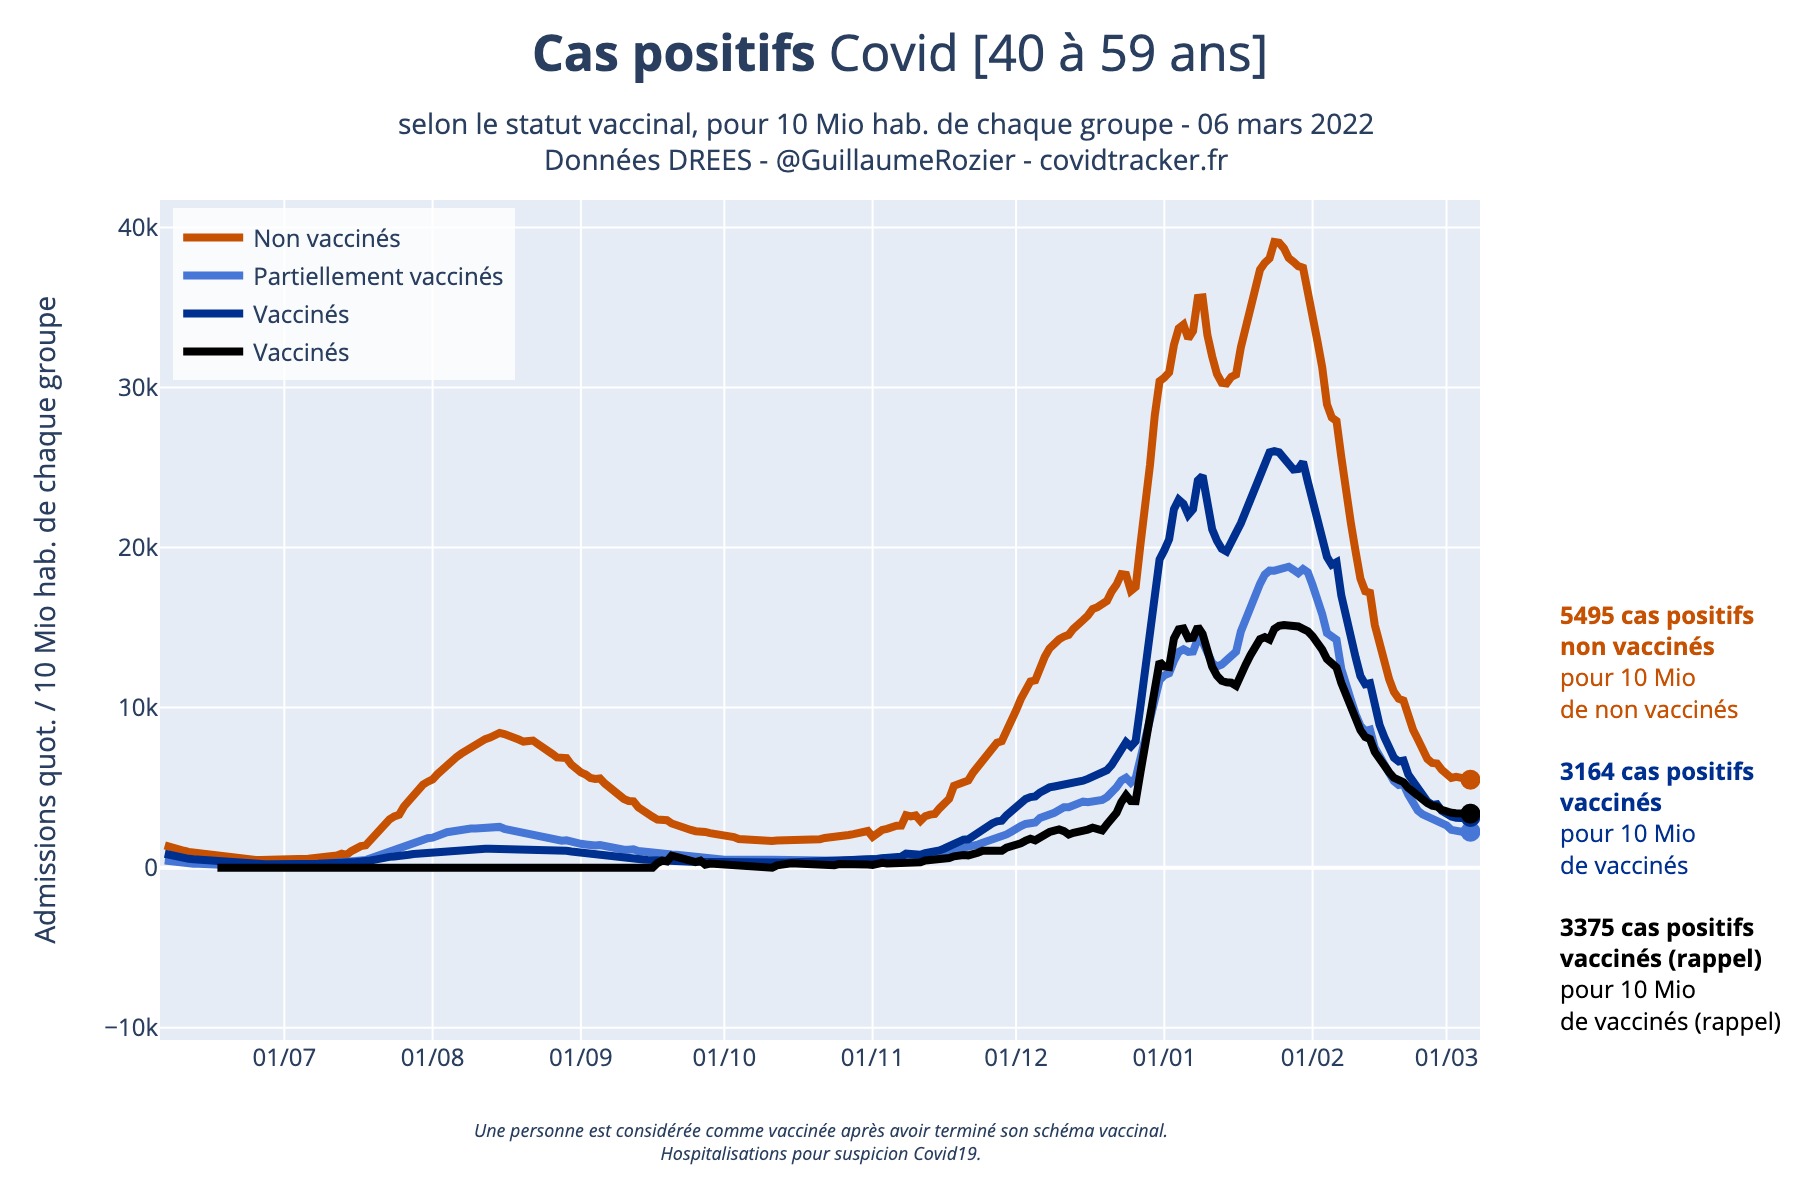 Cas positifs Covid [40 à 59 ans]
selon le statut vaccinal, pour 10 Mio hab. de chaque groupe - 06 mars 2022
Données DREES - @GuillaumeRozier - covidtracker.fr
Admissions quot. / 10 Mio hab. de chaque groupe
40k
30k
20k
10k
0
−10k
Non vaccinés
Partiellement vaccinés
Vaccinés
Vaccinés
01/07
01/08
01/09
01/10
01/11
01/12
01/01
01/02
01/03
5495 cas positifs
non vaccinés
pour 10 Mio
de non vaccinés
3164 cas positifs
vaccinés
pour 10 Mio
de vaccinés
3375 cas positifs
vaccinés (rappel)
pour 10 Mio
de vaccinés (rappel)
Une personne est considérée comme vaccinée après avoir terminé son schéma vaccinal.
Hospitalisations pour suspicion Covid19.